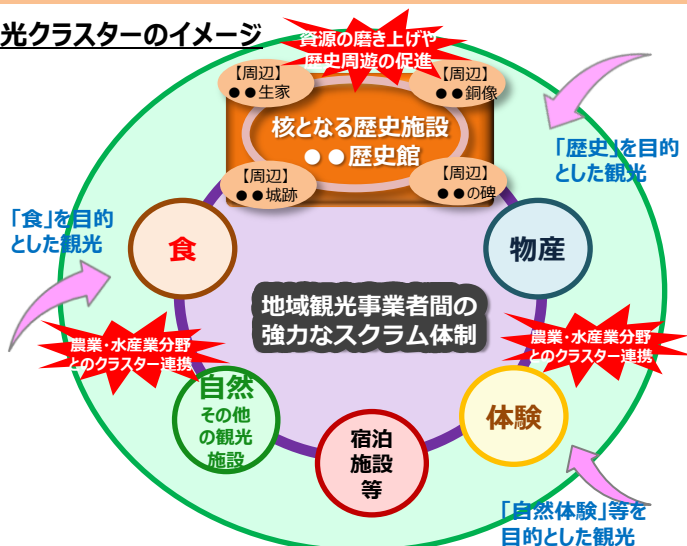 光クラスターのイメージ
資源の磨き上げや
歴史周遊の促進
【周辺】
●●生家
【周辺】
●●銅像
核となる歴史施設
●●歴史館
【周辺】
●●城跡
【周辺】
●●の碑
「歴史」を目的
とした観光
「食」を目的
とした観光
食
物産
地域観光事業者間の
強力なスクラム体制
農業・水産業分野
とのクラスター連携
農業・水産業分野
とのクラスター連携
自然
その他
の観光
施設
宿泊
施設
等
体験
「自然体験」等を
目的とした観光